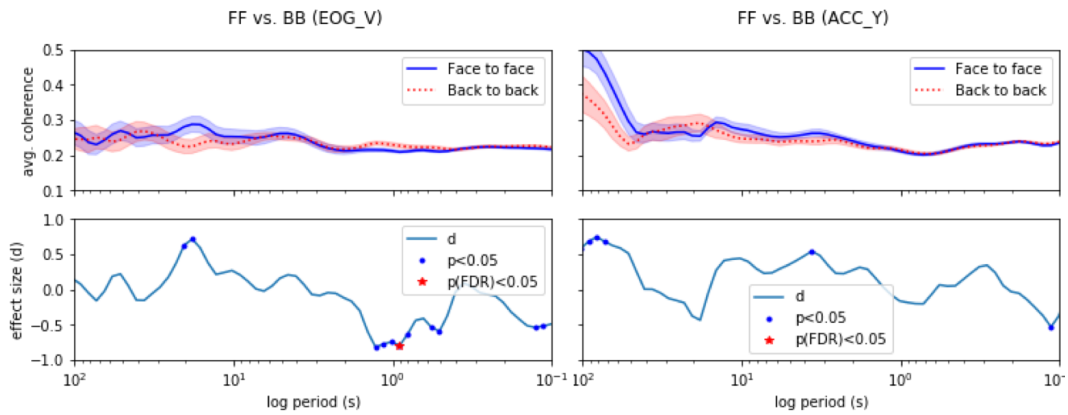 FF vs. BB (EOG_V)
FF vs. BB (ACC_Y)
avg. coherence
0.5
0.4
0.3
0.2
0.1
Face to face
Back to back
Face to face
Back to back
effect size (d)
1.0
0.5
0.0
−0.5
−1.0
d
p<0.05
p(FDR)<0.05
d
p<0.05
p(FDR)<0.05
10² 10¹ 10⁰ 10⁻¹
10² 10¹ 10⁰ 10⁻
log period (s)
log period (s)